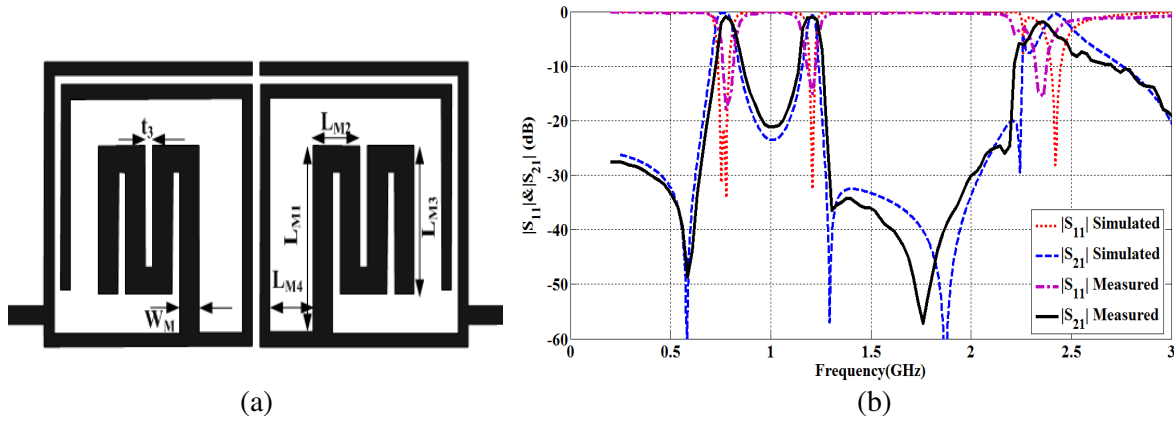 t3
LM2
LM1
LM3
LM4
WM
(a)
|S11|&|S21| (dB)
0
-10
-20
-30
-40
-50
-60
0 0.5 1 1.5 2 2.5 3
Frequency(GHz)
|S11| Simulated
|S21| Simulated
|S11| Measured
|S21| Measured
(b)